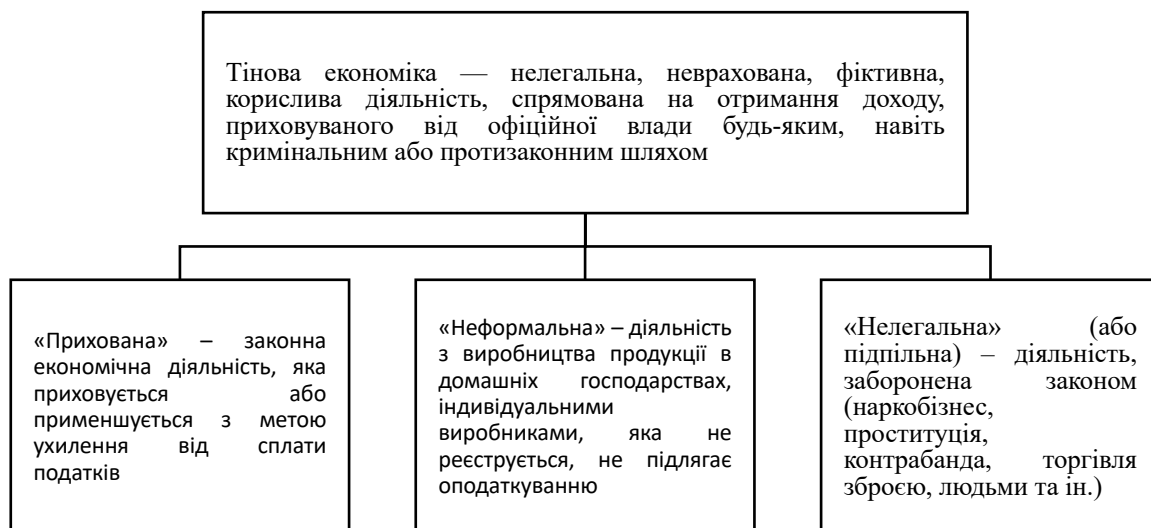 Тінова економіка — нелегальна, неврахована, фіктивна,
корислива діяльність, спрямована на отримання доходу,
приховуваного від офіційної влади будь-яким, навіть
кримінальним або протизаконним шляхом
«Прихована» – законна
економічна діяльність, яка
приховується або
применшується з метою
ухилення від сплати
податків
«Неформальна» – діяльність
з виробництва продукції в
домашніх господарствах,
індивідуальними
виробниками, яка не
реєструється, не підлягає
оподаткуванню
«Нелегальна» (або
підпільна) – діяльність,
заборонена законом
(наркобізнес,
проституція,
контрабанда, торгівля
зброєю, людьми та ін.)